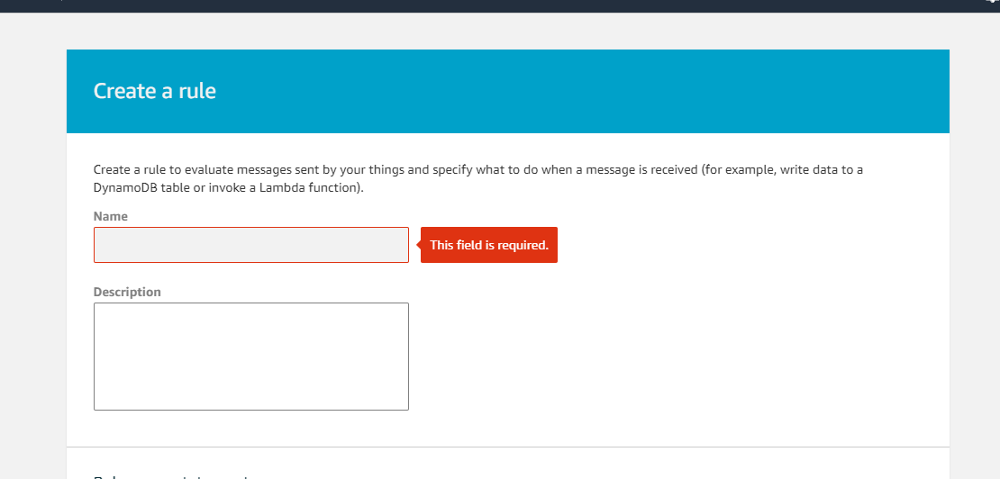 Create a rule
Create a rule to evaluate messages sent by your things and specify what to do when a message is received (for example, write data to a
DynamoDB table or invoke a Lambda function).
Name
This field is required.
Description